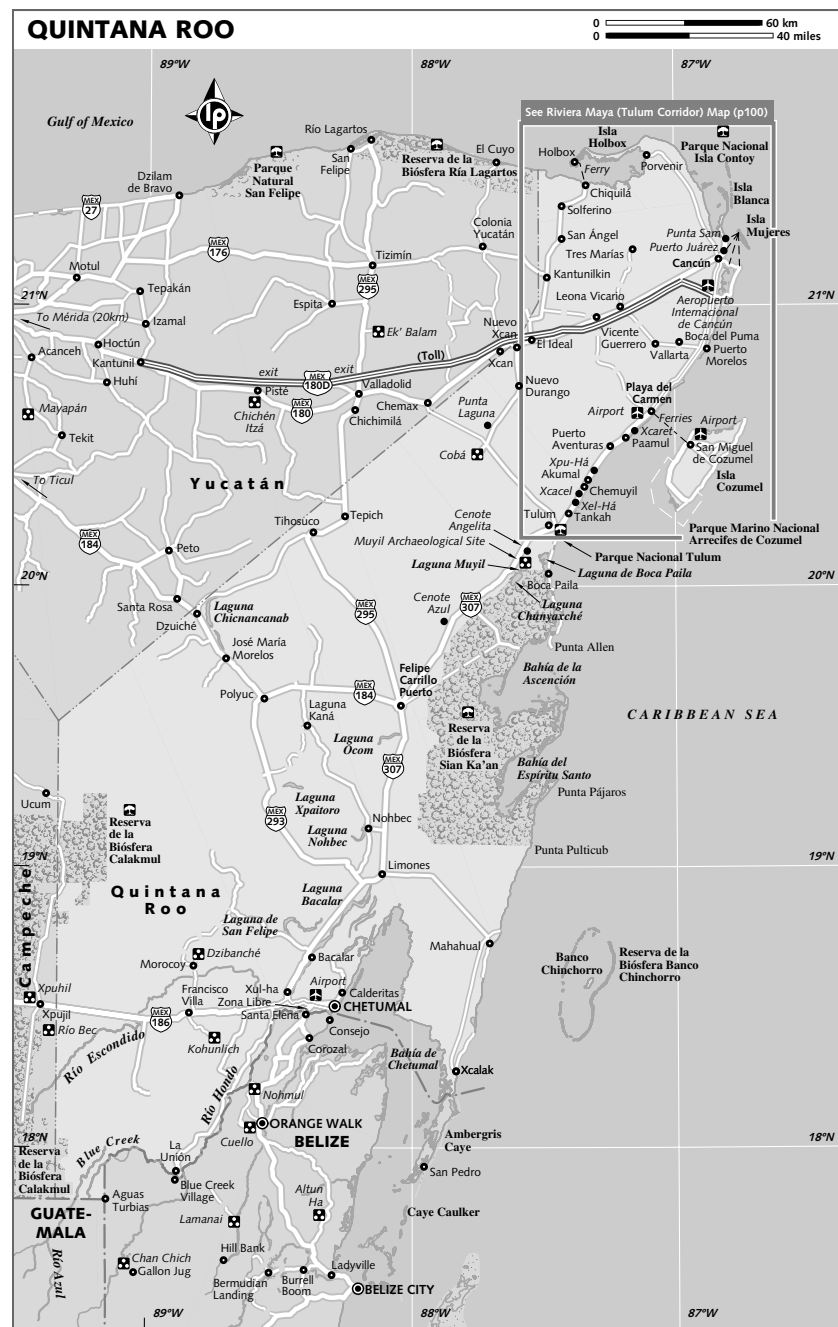 QUINTANA ROO
0 60 km
0 40 miles
89°W
88°W
87°W
See Riviera Maya (Tulum Corridor) Map (p100)
Gulf of Mexico
lp
Río Lagartos
San
Felipe
Parque
Natural
San Felipe
Reserva de la
Biósfera Ría Lagartos
El Cuyo
Holbox
Isla
Holbox
Ferry
Chiquilá
Porvenir
Parque Nacional
Isla Contoy
Isla
Blanca
Isla
Mujeres
Dzilam
de Bravo
MEX
27
Solferino
San Ángel
Tres Marías
Punta Sam
Puerto Juárez
Cancún
Colonia
Yucatán
MEX
176
Tizimín
Motul
Tepakán
Kantunilkin
Leona Vicario
Aeropuerto
Internacional
de Cancún
21°N
21°N
MEX
295
Espita
To Mérida (20km)
Izamal
Ek' Balam
Nuevo
Xcan
El Ideal
Vicente
Guerrero
Boca del Puma
Vallarta
Puerto
Morelos
Hoctún
Acanceh
Kantunil
Huhí
exit
exit
(Toll)
MEX
180D
Xcan
Pisté
Valladolid
Nuevo
Durango
Playa del
Carmen
MEX
180
Chemax
Chichén
Itzá
Chichimilá
Punta
Laguna
Airport
Ferries
Airport
Mayapán
Tekit
Xcaret
Paamul
Puerto
Aventuras
San Miguel
de Cozumel
Cobá
Xpu-Há
Akumal
Isla
Cozumel
To Ticul
Yucatán
Xcacel
Chemuyil
Xel-Há
Tankah
Tulum
Cenote
Angelita
Tepich
Tihosuco
Parque Marino Nacional
Arrecifes de Cozumel
MEX
184
Peto
Muyil Archaeological Site
Laguna Muyil
Parque Nacional Tulum
Laguna de Boca Paila
20°N
20°N
Boca Paila
Santa Rosa
Dzuiché
Laguna
Chicnancanab
MEX
295
Cenote
Azul
MEX
307
Laguna
Chunyaxché
Punta Allen
José María
Morelos
Felipe
Carrillo
Puerto
Bahía de la
Ascención
Polyuc
MEX
184
Laguna
Kaná
CARIBBEAN SEA
Laguna
Ocom
Reserva
de la
Biósfera
Sian Ka'an
MEX
307
Bahía del
Espíritu Santo
Punta Pájaros
Ucum
Reserva
de la
Biósfera
Calakmul
Laguna
Xpaitoro
MEX
293
Laguna
Nohbec
Nohbec
Punta Pulticub
19°N
19°N
Limones
Campeche
Quintana
Roo
Laguna
Bacalar
Laguna de
San Felipe
Mahahual
Banco
Chinchorro
Reserva de la
Biósfera Banco
Chinchorro
Dzibanché
Morocoy
Bacalar
Xpuhil
Xpujil
Francisco
Villa
Xul-ha
Zona Libre
Airport
Calderitas
CHETUMAL
MEX
186
Río Bec
Santa Elena
Consejo
Kohunlich
Corozal
Río Escondido
Bahía de
Chetumal
Xcalak
Río Hondo
Nohmul
ORANGE WALK
Cuello
BELIZE
Ambergris
Caye
18°N
18°N
Reserva
de la
Biósfera
Calakmul
Blue Creek
La
Unión
Blue Creek
Village
San Pedro
Aguas
Turbias
Altun
Ha
Caye Caulker
GUATE-
MALA
Lamanai
Río Azul
Chan Chich
Gallon Jug
Hill Bank
Bermudian
Landing
Burrell
Boom
Ladyville
BELIZE CITY
89°W
88°W
87°W